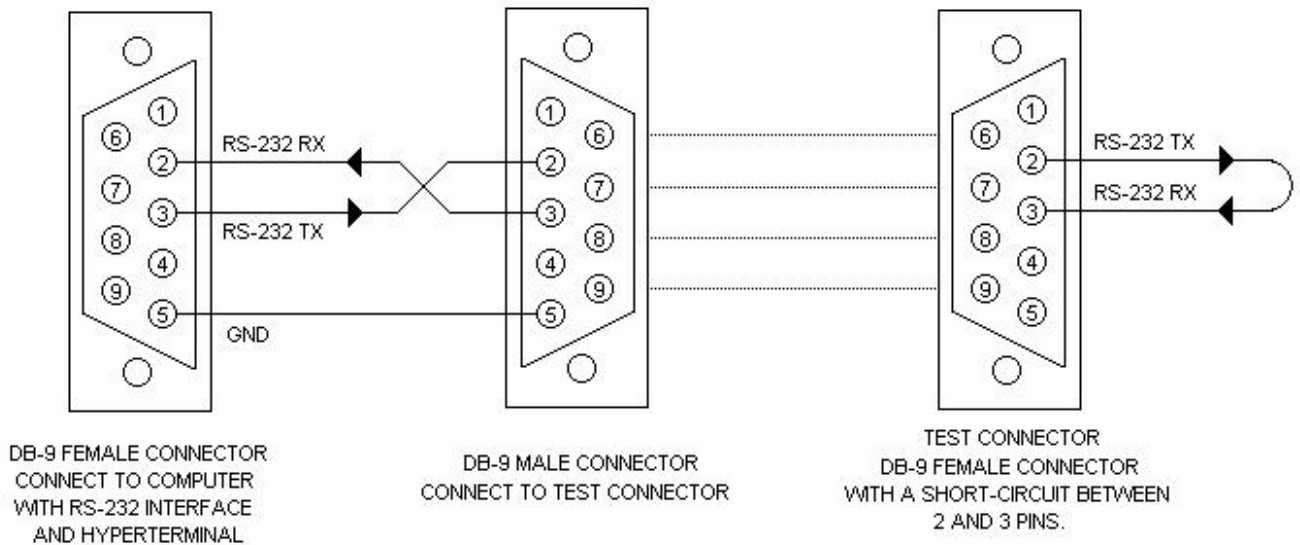 1
6
2
7
3
8
4
9
5
RS-232 RX
RS-232 TX
GND
1
6
2
7
3
8
4
9
5
1
6
2
7
3
8
4
9
5
RS-232 TX
RS-232 RX
DB-9 FEMALE CONNECTOR
CONNECT TO COMPUTER
WITH RS-232 INTERFACE
AND HYPERTERMINAL
DB-9 MALE CONNECTOR
CONNECT TO TEST CONNECTOR
TEST CONNECTOR
DB-9 FEMALE CONNECTOR
WITH A SHORT-CIRCUIT BETWEEN
2 AND 3 PINS.